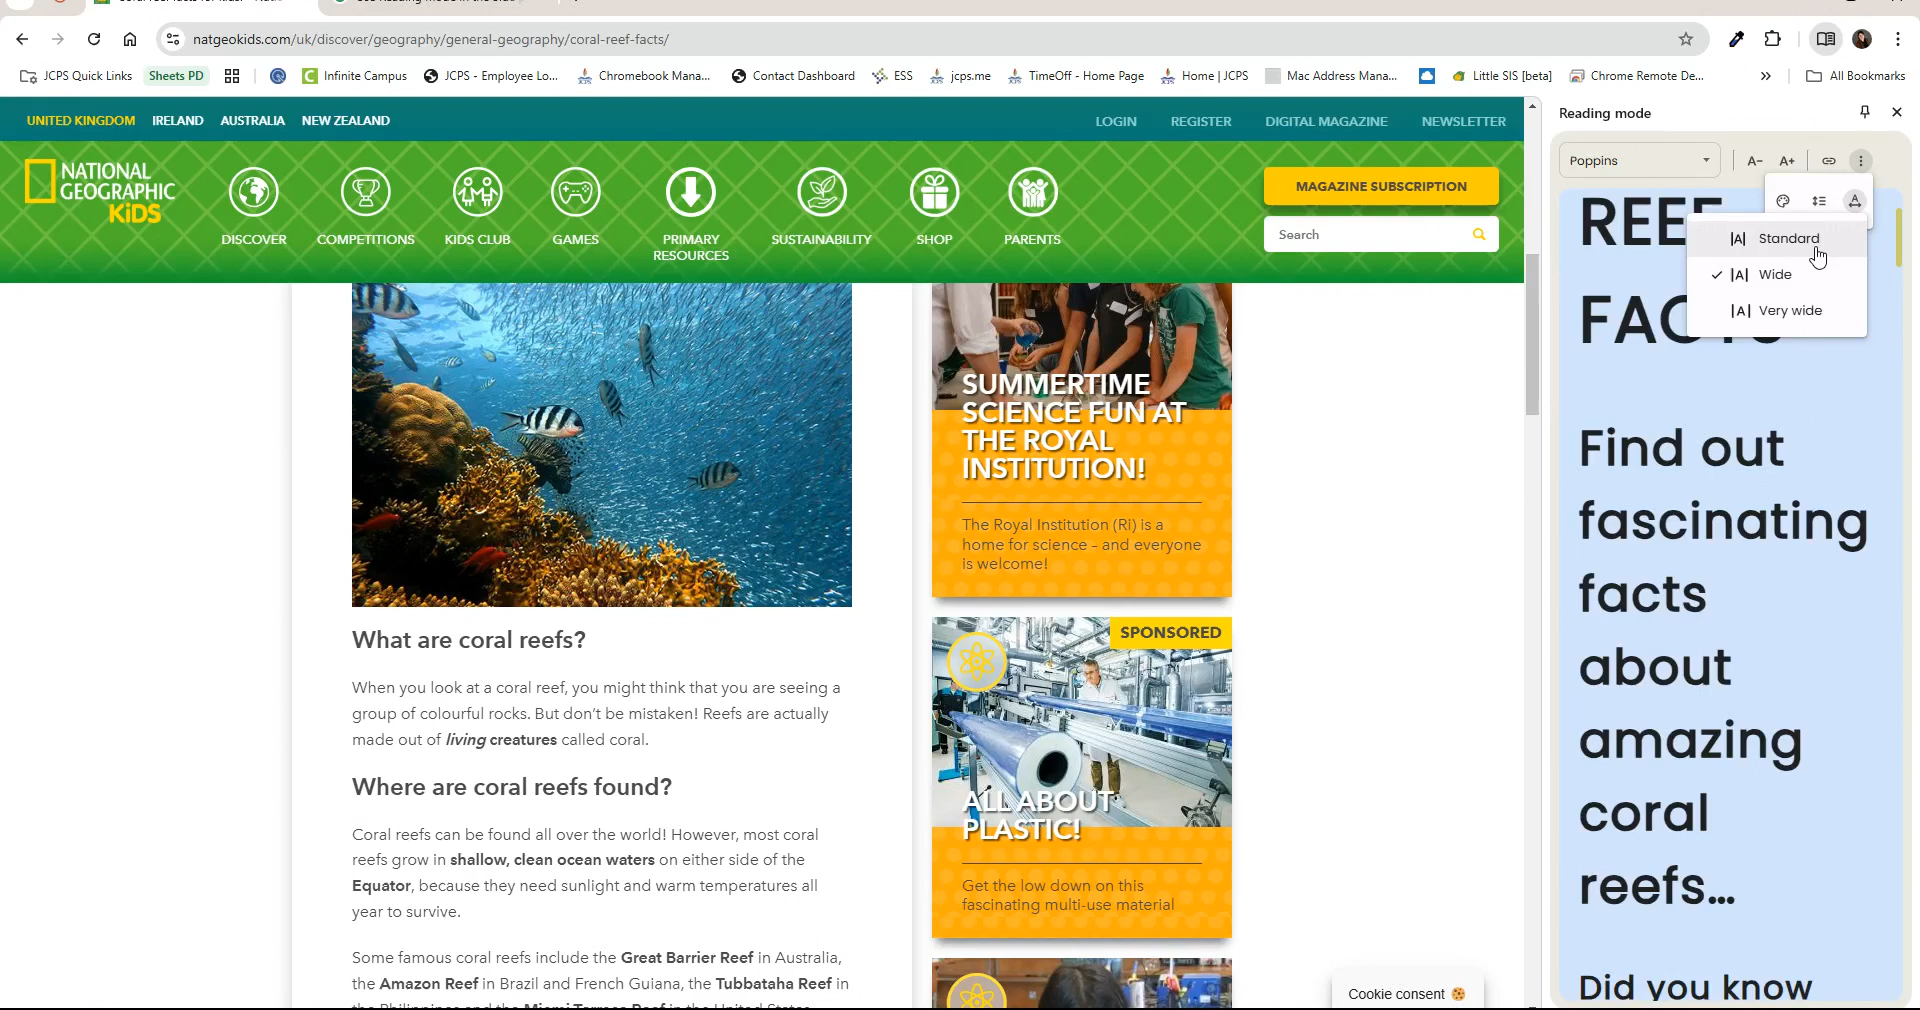 natgeokids.com/uk/discover/geography/general-geography/coral-reef-facts/
JCPS Quick Links
Sheets PD
Infinite Campus
JCPS - Employee Lo...
Chromebook Mana...
Contact Dashboard
ESS
jcps.me
TimeOff - Home Page
Home | JCPS
Mac Address Mana...
Little SIS [beta]
Chrome Remote De...
All Bookmarks
UNITED KINGDOM IRELAND AUSTRALIA NEW ZEALAND
LOGIN REGISTER DIGITAL MAGAZINE NEWSLETTER
NATIONAL
GEOGRAPHIC
KiDS
DISCOVER
COMPETITIONS
KIDS CLUB
GAMES
PRIMARY
RESOURCES
SUSTAINABILITY
SHOP
PARENTS
MAGAZINE SUBSCRIPTION
Search
What are coral reefs?
When you look at a coral reef, you might think that you are seeing a
group of colourful rocks. But don't be mistaken! Reefs are actually
made out of living creatures called coral.
Where are coral reefs found?
Coral reefs can be found all over the world! However, most coral
reefs grow in shallow, clean ocean waters on either side of the
Equator, because they need sunlight and warm temperatures all
year to survive.
Some famous coral reefs include the Great Barrier Reef in Australia,
the Amazon Reef in Brazil and French Guiana, the Tubbataha Reef in
SUMMERTIME
SCIENCE FUN AT
THE ROYAL
INSTITUTION!
The Royal Institution (Ri) is a
home for science – and everyone
is welcome!
SPONSORED
ALL ABOUT
PLASTIC!
Get the low down on this
fascinating multi-use material
Cookie consent
Reading mode
Poppins
A-
A+
Standard
Wide
Very wide
REEF
FACTS
Find out
fascinating
facts
about
amazing
coral
reefs…
Did you know